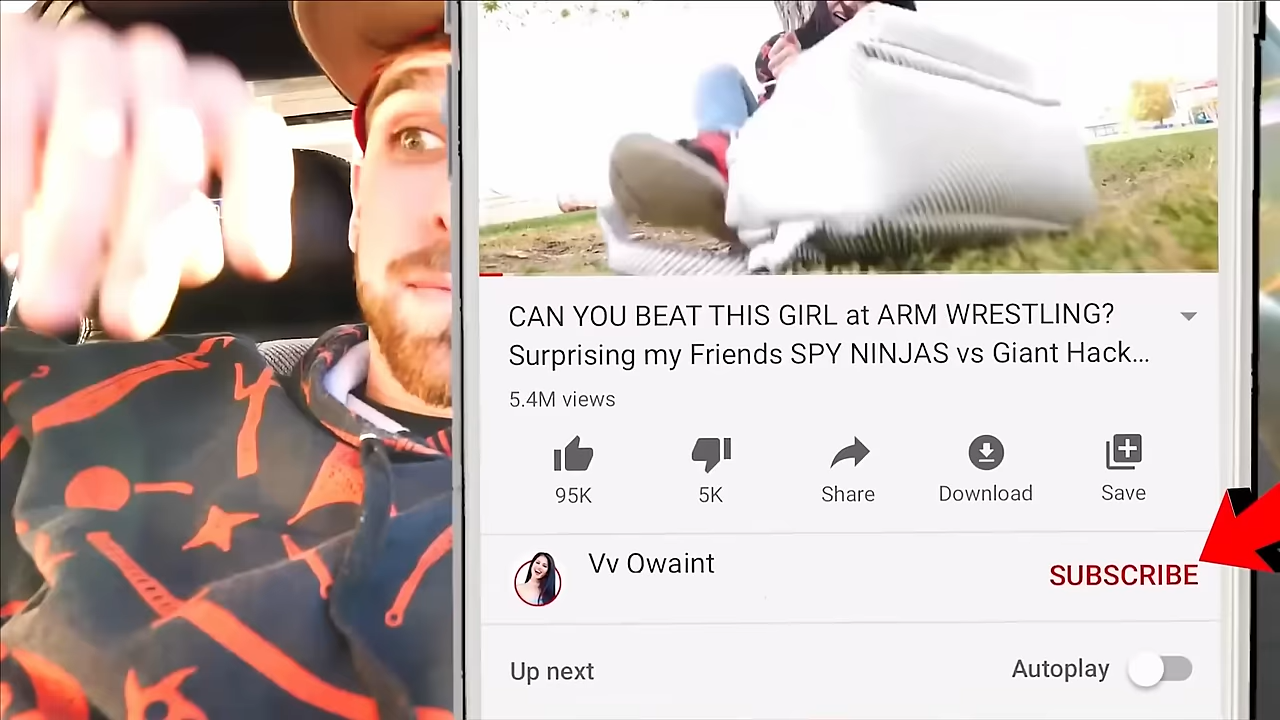 CAN YOU BEAT THIS GIRL at ARM WRESTLING?
Surprising my Friends SPY NINJAS vs Giant Hack...
5.4M views
95K
5K
Share
Download
Save
Vv Owaint
SUBSCRIBE
Up next
Autoplay